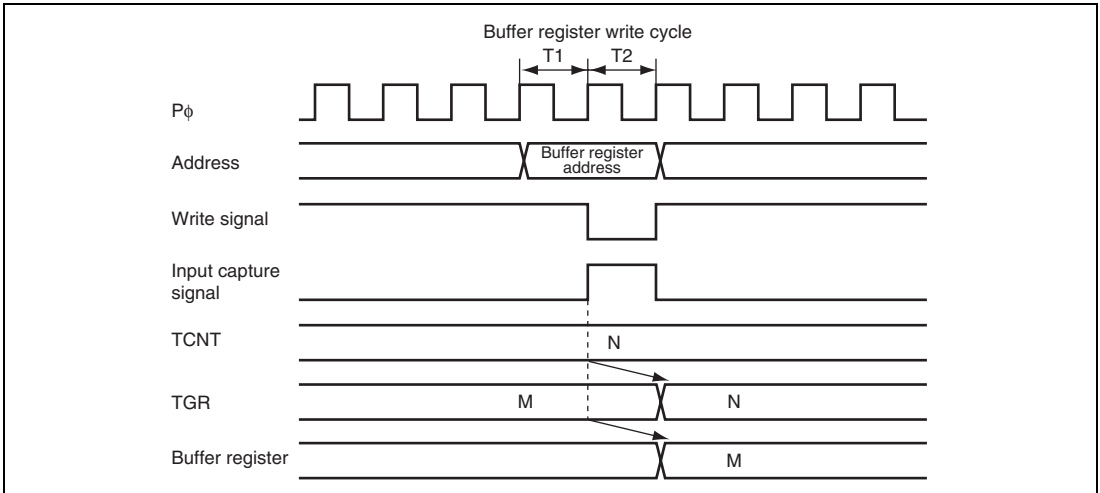 Buffer register write cycle
T1 T2
Pφ
Address
Buffer register
address
Write signal
Input capture
signal
TCNT
N
TGR
M N
Buffer register
M